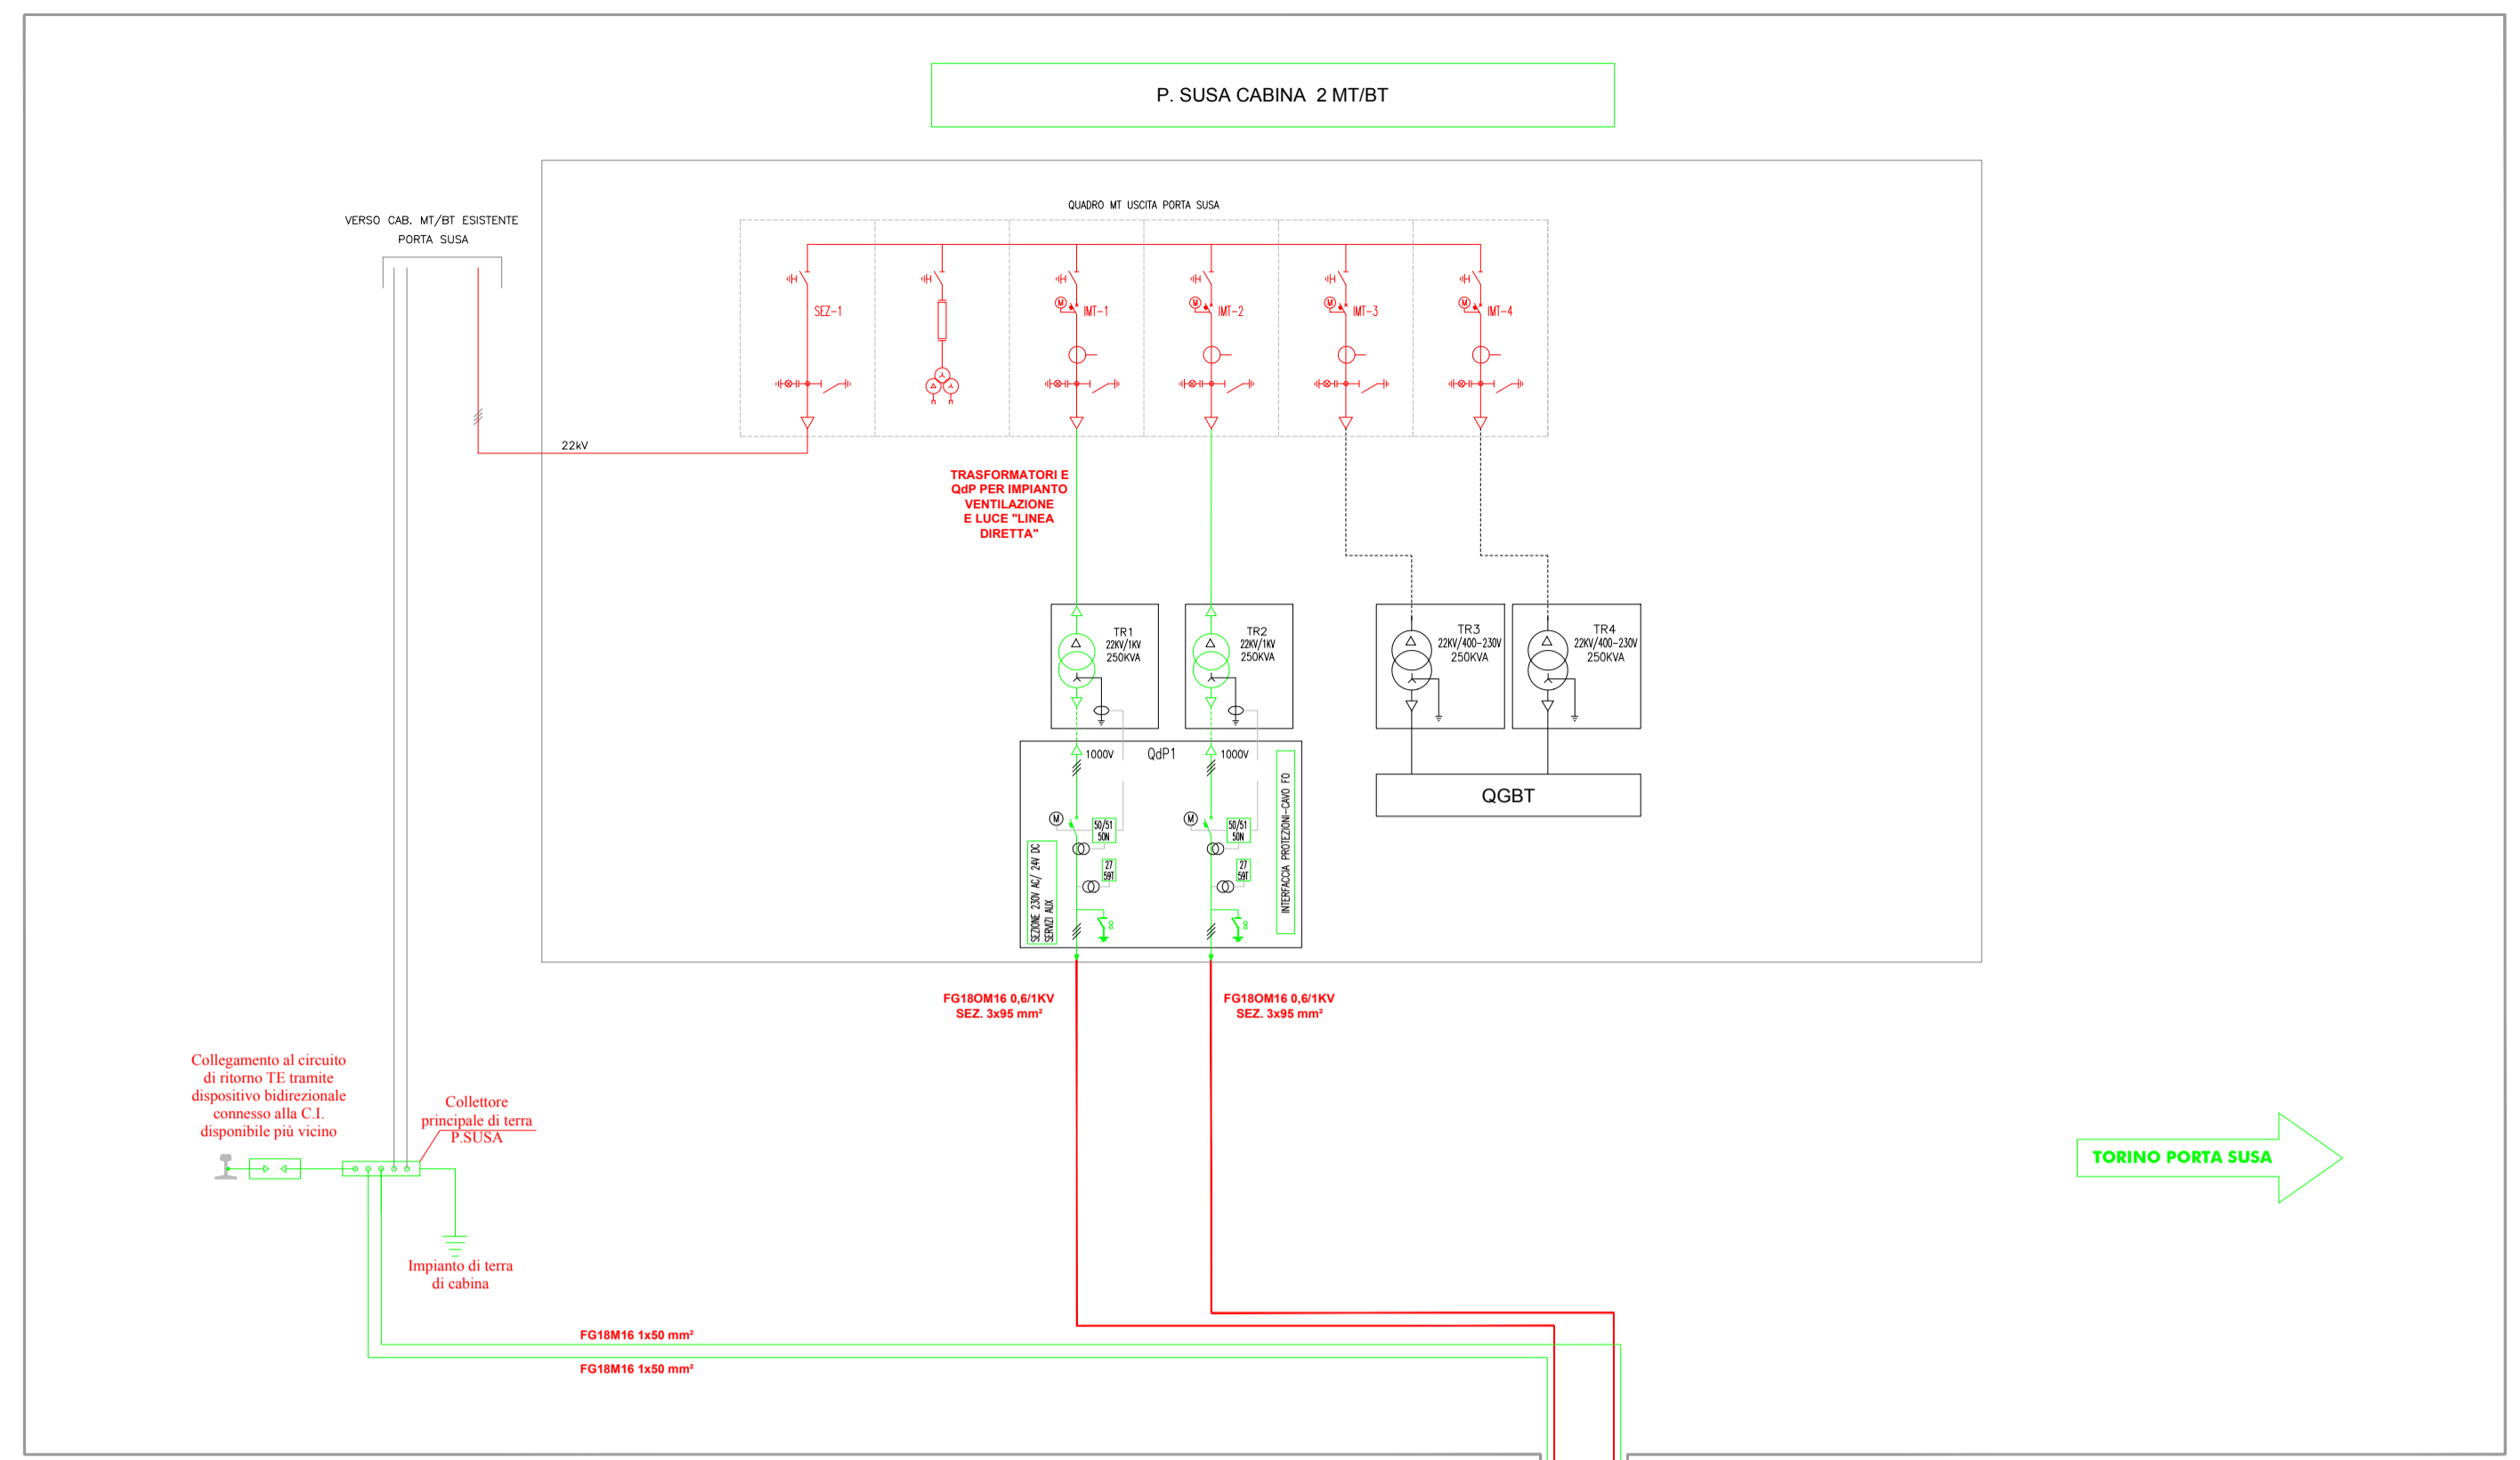 P. SUSA CABINA 2 MT/BT
QUADRO MT USCITA PORTA SUSA
VERSO CAB. MT/BT ESISTENTE
PORTA SUSA
SEZ-1
M
IMT-1
M
IMT-2
M
IMT-3
M
IMT-4
22kV
TRASFORMATORI E
QdP PER IMPIANTO
VENTILAZIONE
E LUCE "LINEA
DIRETTA"
TR1
22KV/1KV
250KVA
TR2
22KV/1KV
250KVA
TR3
22KV/400-230V
250KVA
TR4
22KV/400-230V
250KVA
1000V
QdP1
1000V
QGBT
M
50/51
50N
27
59T
M
50/51
50N
27
59T
SEZIONE 230V AC/ 24V DC
SERVIZI AUX
INTERFACCIA PROTEZIONI-CAVO FO
FG18OM16 0,6/1KV
SEZ. 3x95 mm²
FG18OM16 0,6/1KV
SEZ. 3x95 mm²
Collegamento al circuito
di ritorno TE tramite
dispositivo bidirezionale
connesso alla C.I.
disponibile più vicino
Collettore
principale di terra
P.SUSA
TORINO PORTA SUSA
Impianto di terra
di cabina
FG18M16 1x50 mm²
FG18M16 1x50 mm²